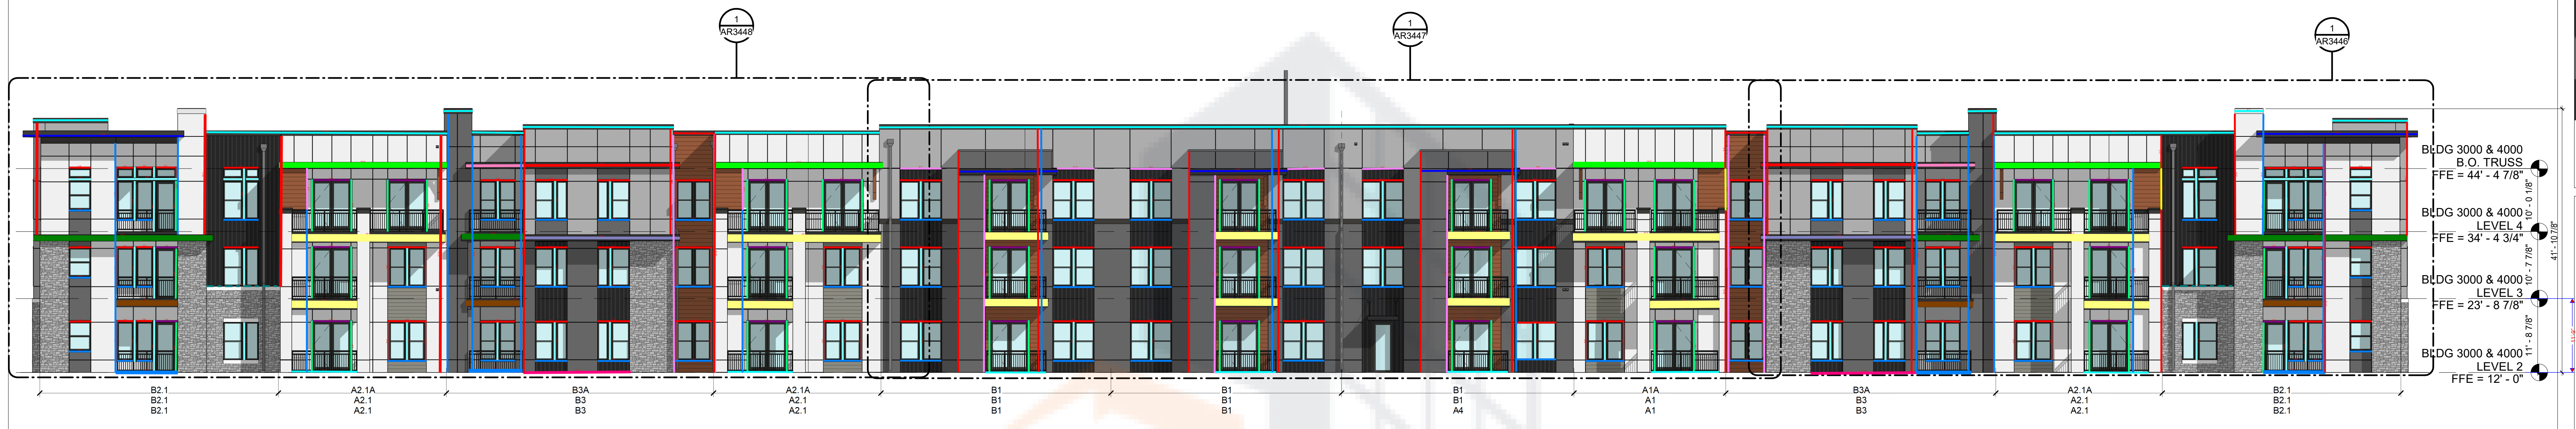 1
AR3448
1
AR3447
1
AR3446
BLDG 3000 & 4000
B.O. TRUSS
FFE = 44' - 4 7/8"
10' - 0 1/8"
BLDG 3000 & 4000
LEVEL 4
FFE = 34' - 4 3/4"
10' - 7 7/8"
41' - 10 7/8"
BLDG 3000 & 4000
LEVEL 3
FFE = 23' - 8 7/8"
11' - 8 7/8"
BLDG 3000 & 4000
LEVEL 2
FFE = 12' - 0"
B2.1 A2.1A B3A A2.1A B1 B1 B1 A1A B3A A2.1A B2.1
B2.1 A2.1 B3 A2.1 B1 B1 B1 A1 B3 A2.1 B2.1
B2.1 A2.1 B3 A2.1 B1 B1 A4 A1 B3 A2.1 B2.1